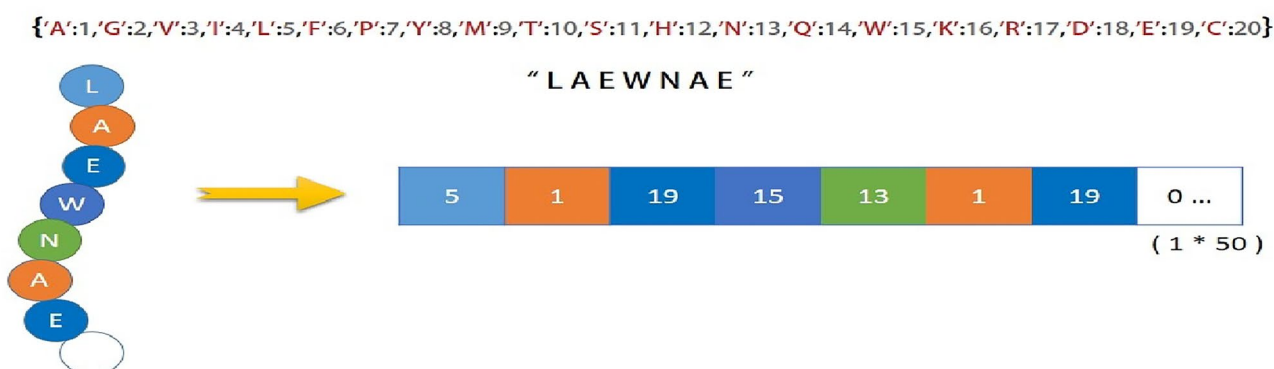 {'A':1,'G':2,'V':3,'I':4,'L':5,'F':6,'P':7,'Y':8,'M':9,'T':10,'S':11,'H':12,'N':13,'Q':14,'W':15,'K':16,'R':17,'D':18,'E':19,'C':20}
"LAEWNAE"
L
A
E
W
N
A
E
5 1 19 15 13 1 19 0 ...
( 1 * 50 )